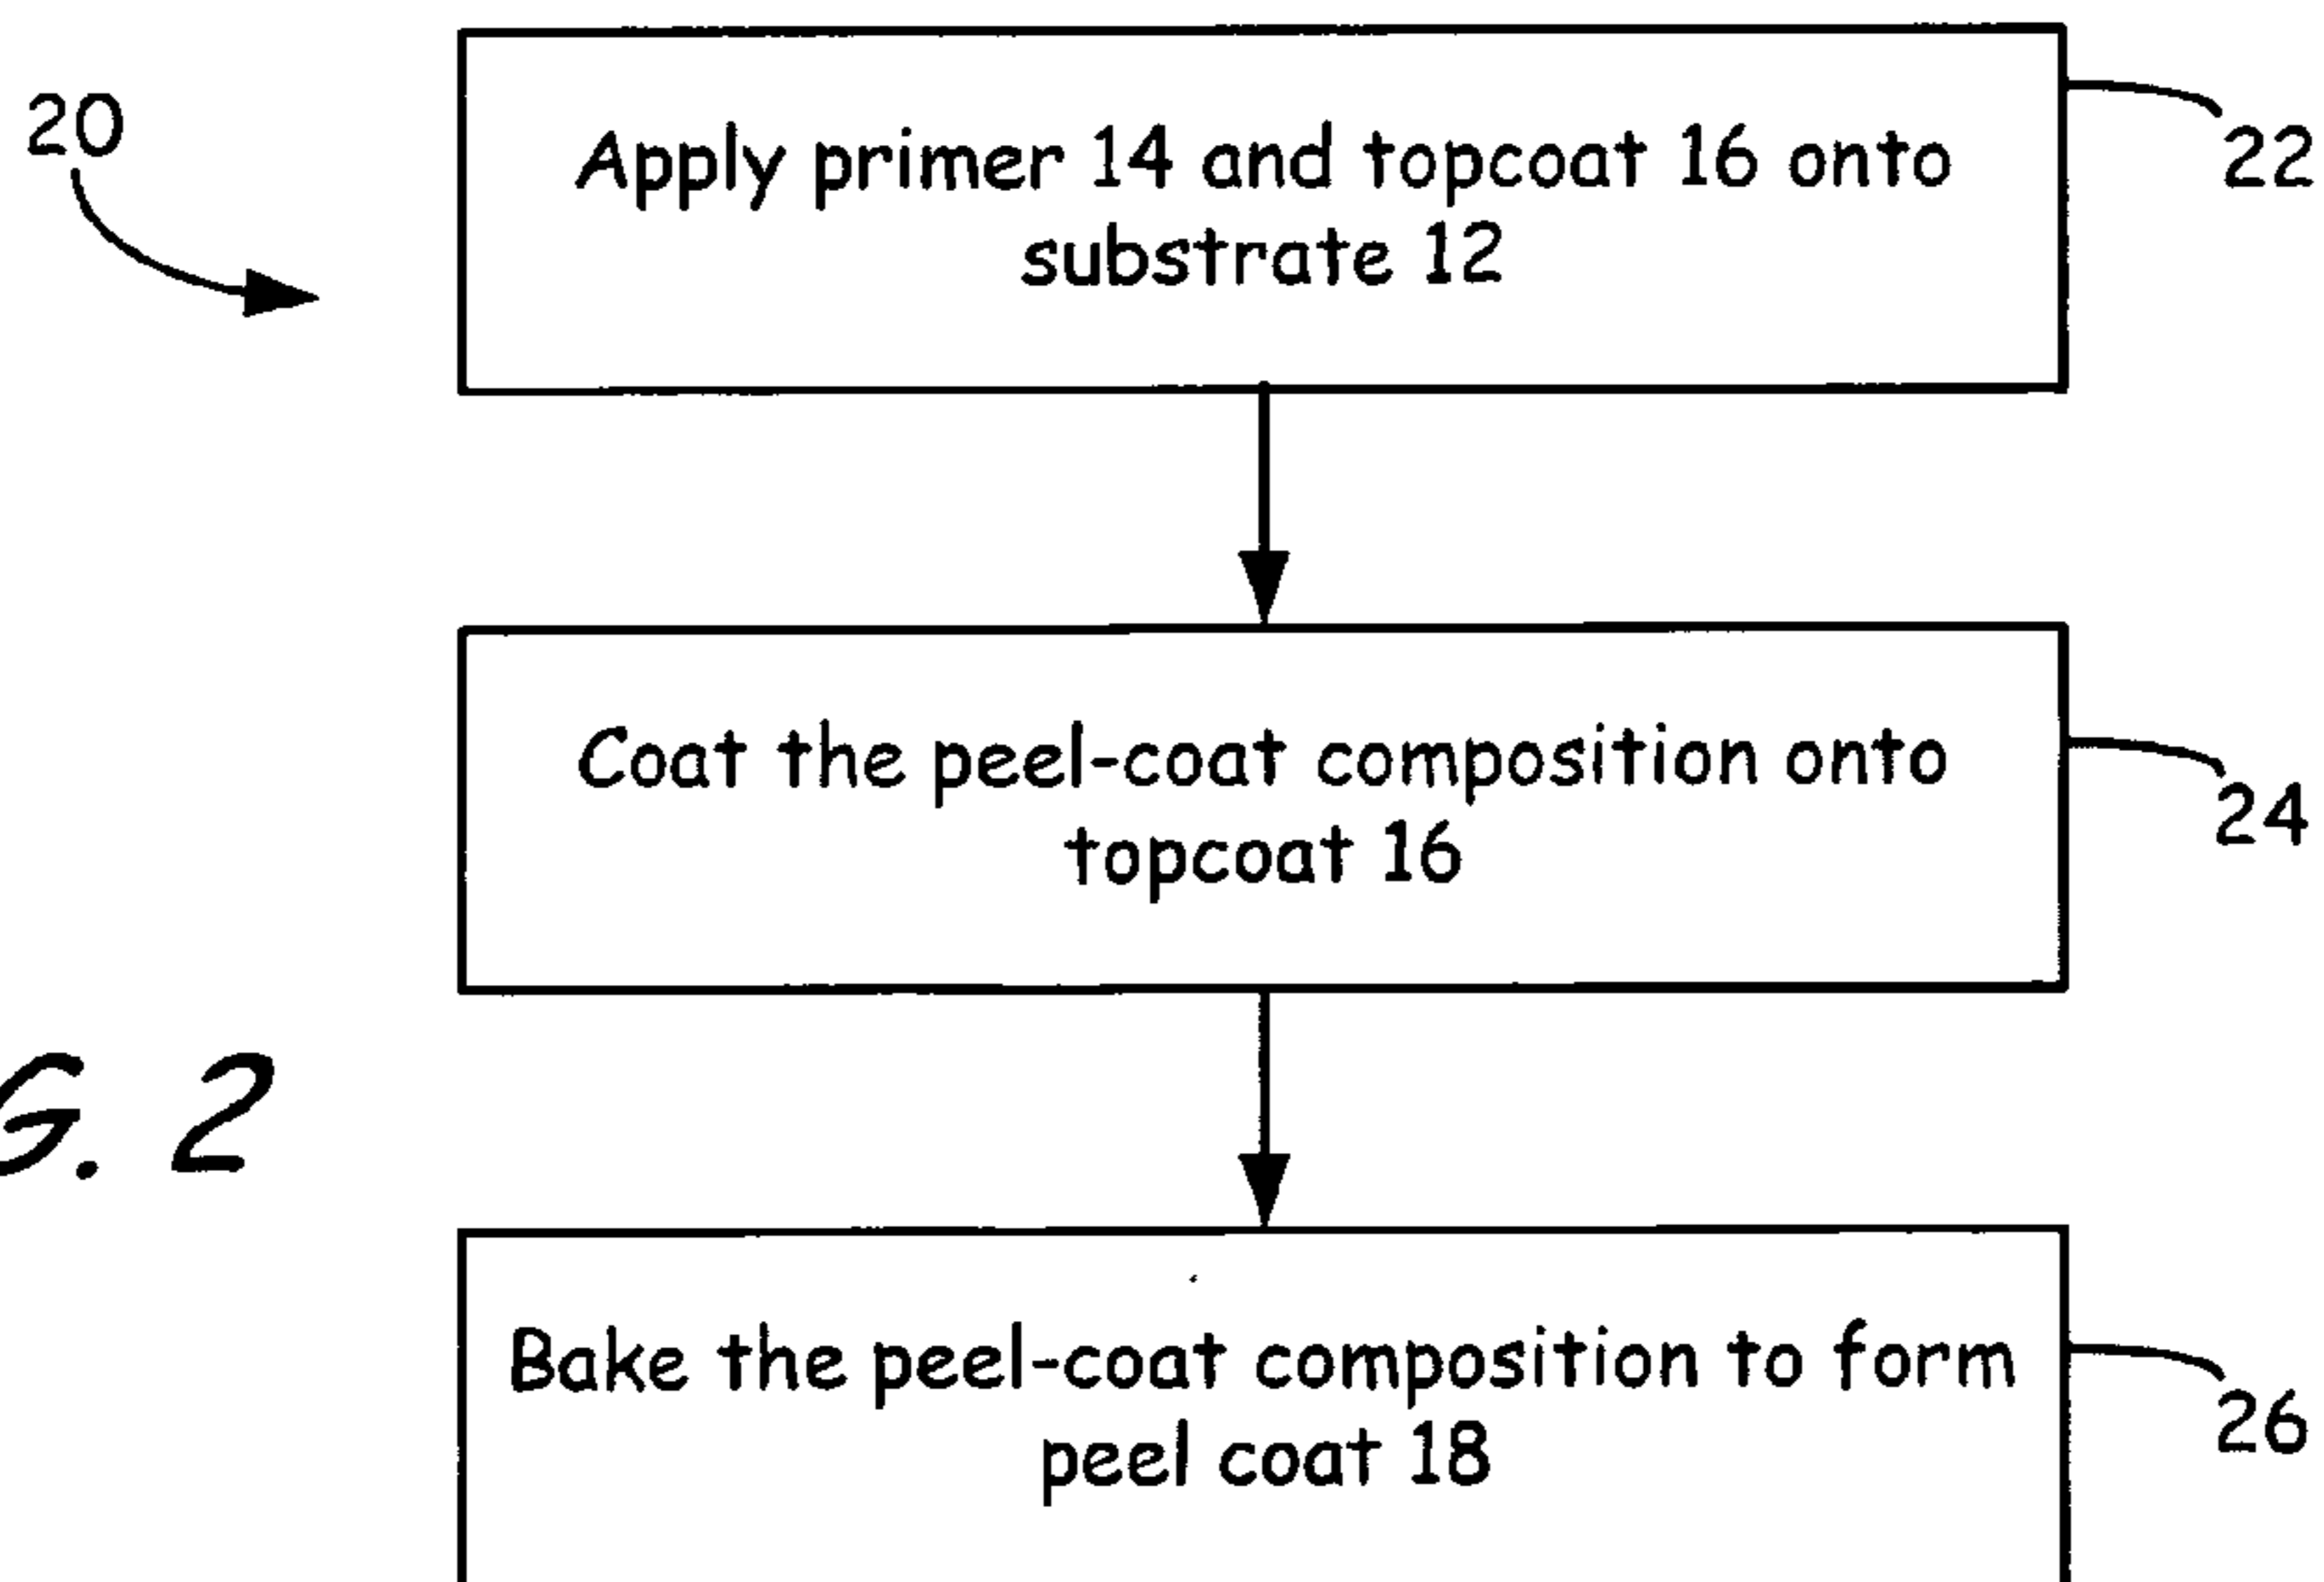 20
Apply primer 14 and topcoat 16 onto
substrate 12
22
Coat the peel-coat composition onto
topcoat 16
24
G. 2
Bake the peel-coat composition to form
peel coat 18
26